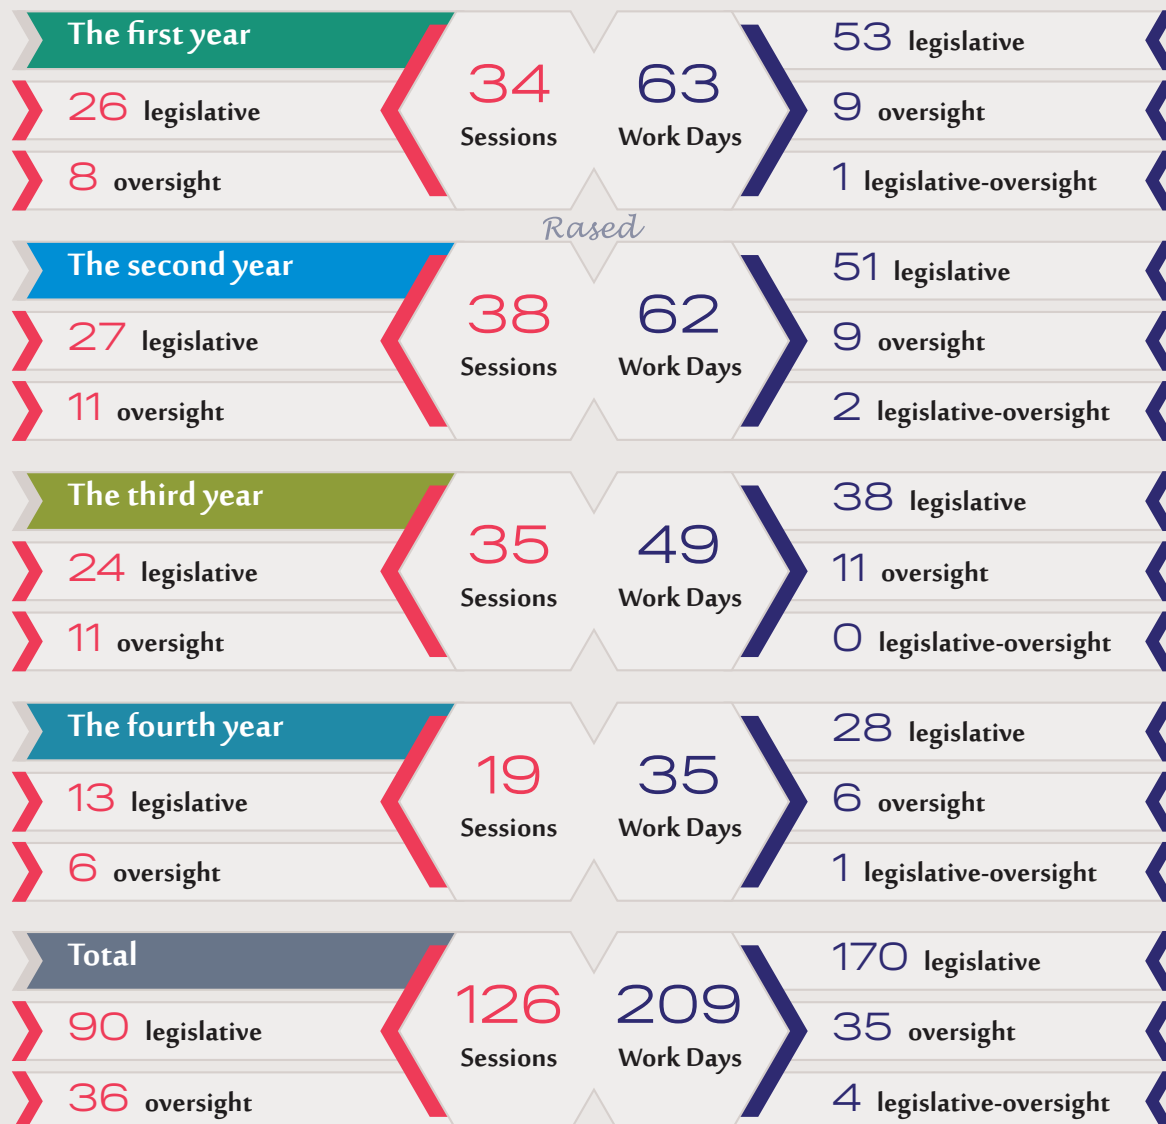 The first year
26 legislative
8 oversight
34
Sessions
63
Work Days
53 legislative
9 oversight
1 legislative-oversight
Rased
The second year
27 legislative
11 oversight
38
Sessions
62
Work Days
51 legislative
9 oversight
2 legislative-oversight
The third year
24 legislative
11 oversight
35
Sessions
49
Work Days
38 legislative
11 oversight
0 legislative-oversight
The fourth year
13 legislative
6 oversight
19
Sessions
35
Work Days
28 legislative
6 oversight
1 legislative-oversight
Total
90 legislative
36 oversight
126
Sessions
209
Work Days
170 legislative
35 oversight
4 legislative-oversight